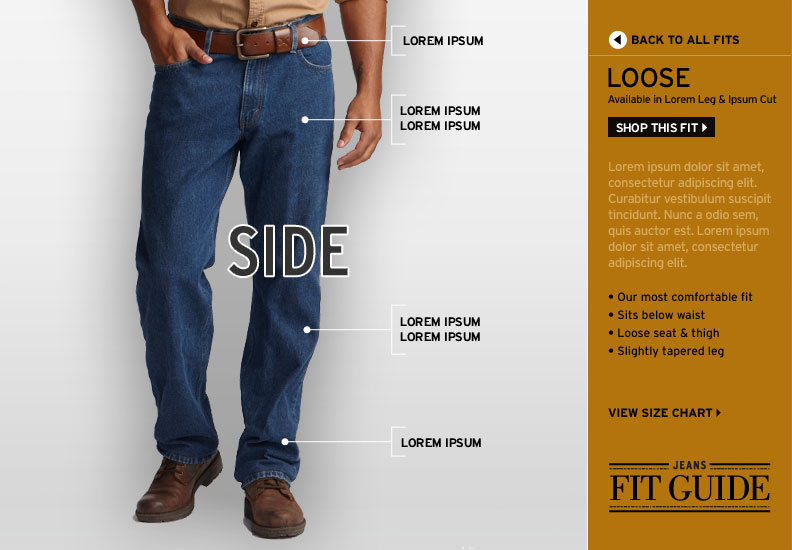 LOREM IPSUM
LOREM IPSUM
LOREM IPSUM
SIDE
LOREM IPSUM
LOREM IPSUM
LOREM IPSUM
BACK TO ALL FITS
LOOSE
Available in Lorem Leg & Ipsum Cut
SHOP THIS FIT
Lorem ipsum dolor sit amet,
consectetur adipiscing elit.
Curabitur vestibulum suscipit
tincidunt. Nunc a odio sem,
quis auctor est. Lorem ipsum
dolor sit amet, consectetur
adipiscing elit.
• Our most comfortable fit
• Sits below waist
• Loose seat & thigh
• Slightly tapered leg
VIEW SIZE CHART
JEANS
FIT GUIDE